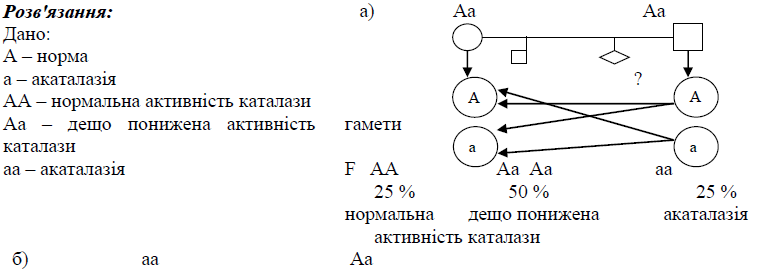 Розв'язання: а) Аа Аа
Дано:
А – норма
а – акаталазія
?
АА – нормальна активність каталази А А
Аа – дещо понижена активність гамети
каталази а а
аа – акаталазія F АА Аа Аа аа
25 % 50 % 25 %
нормальна дещо понижена акаталазія
активність каталази
б) аа Аа